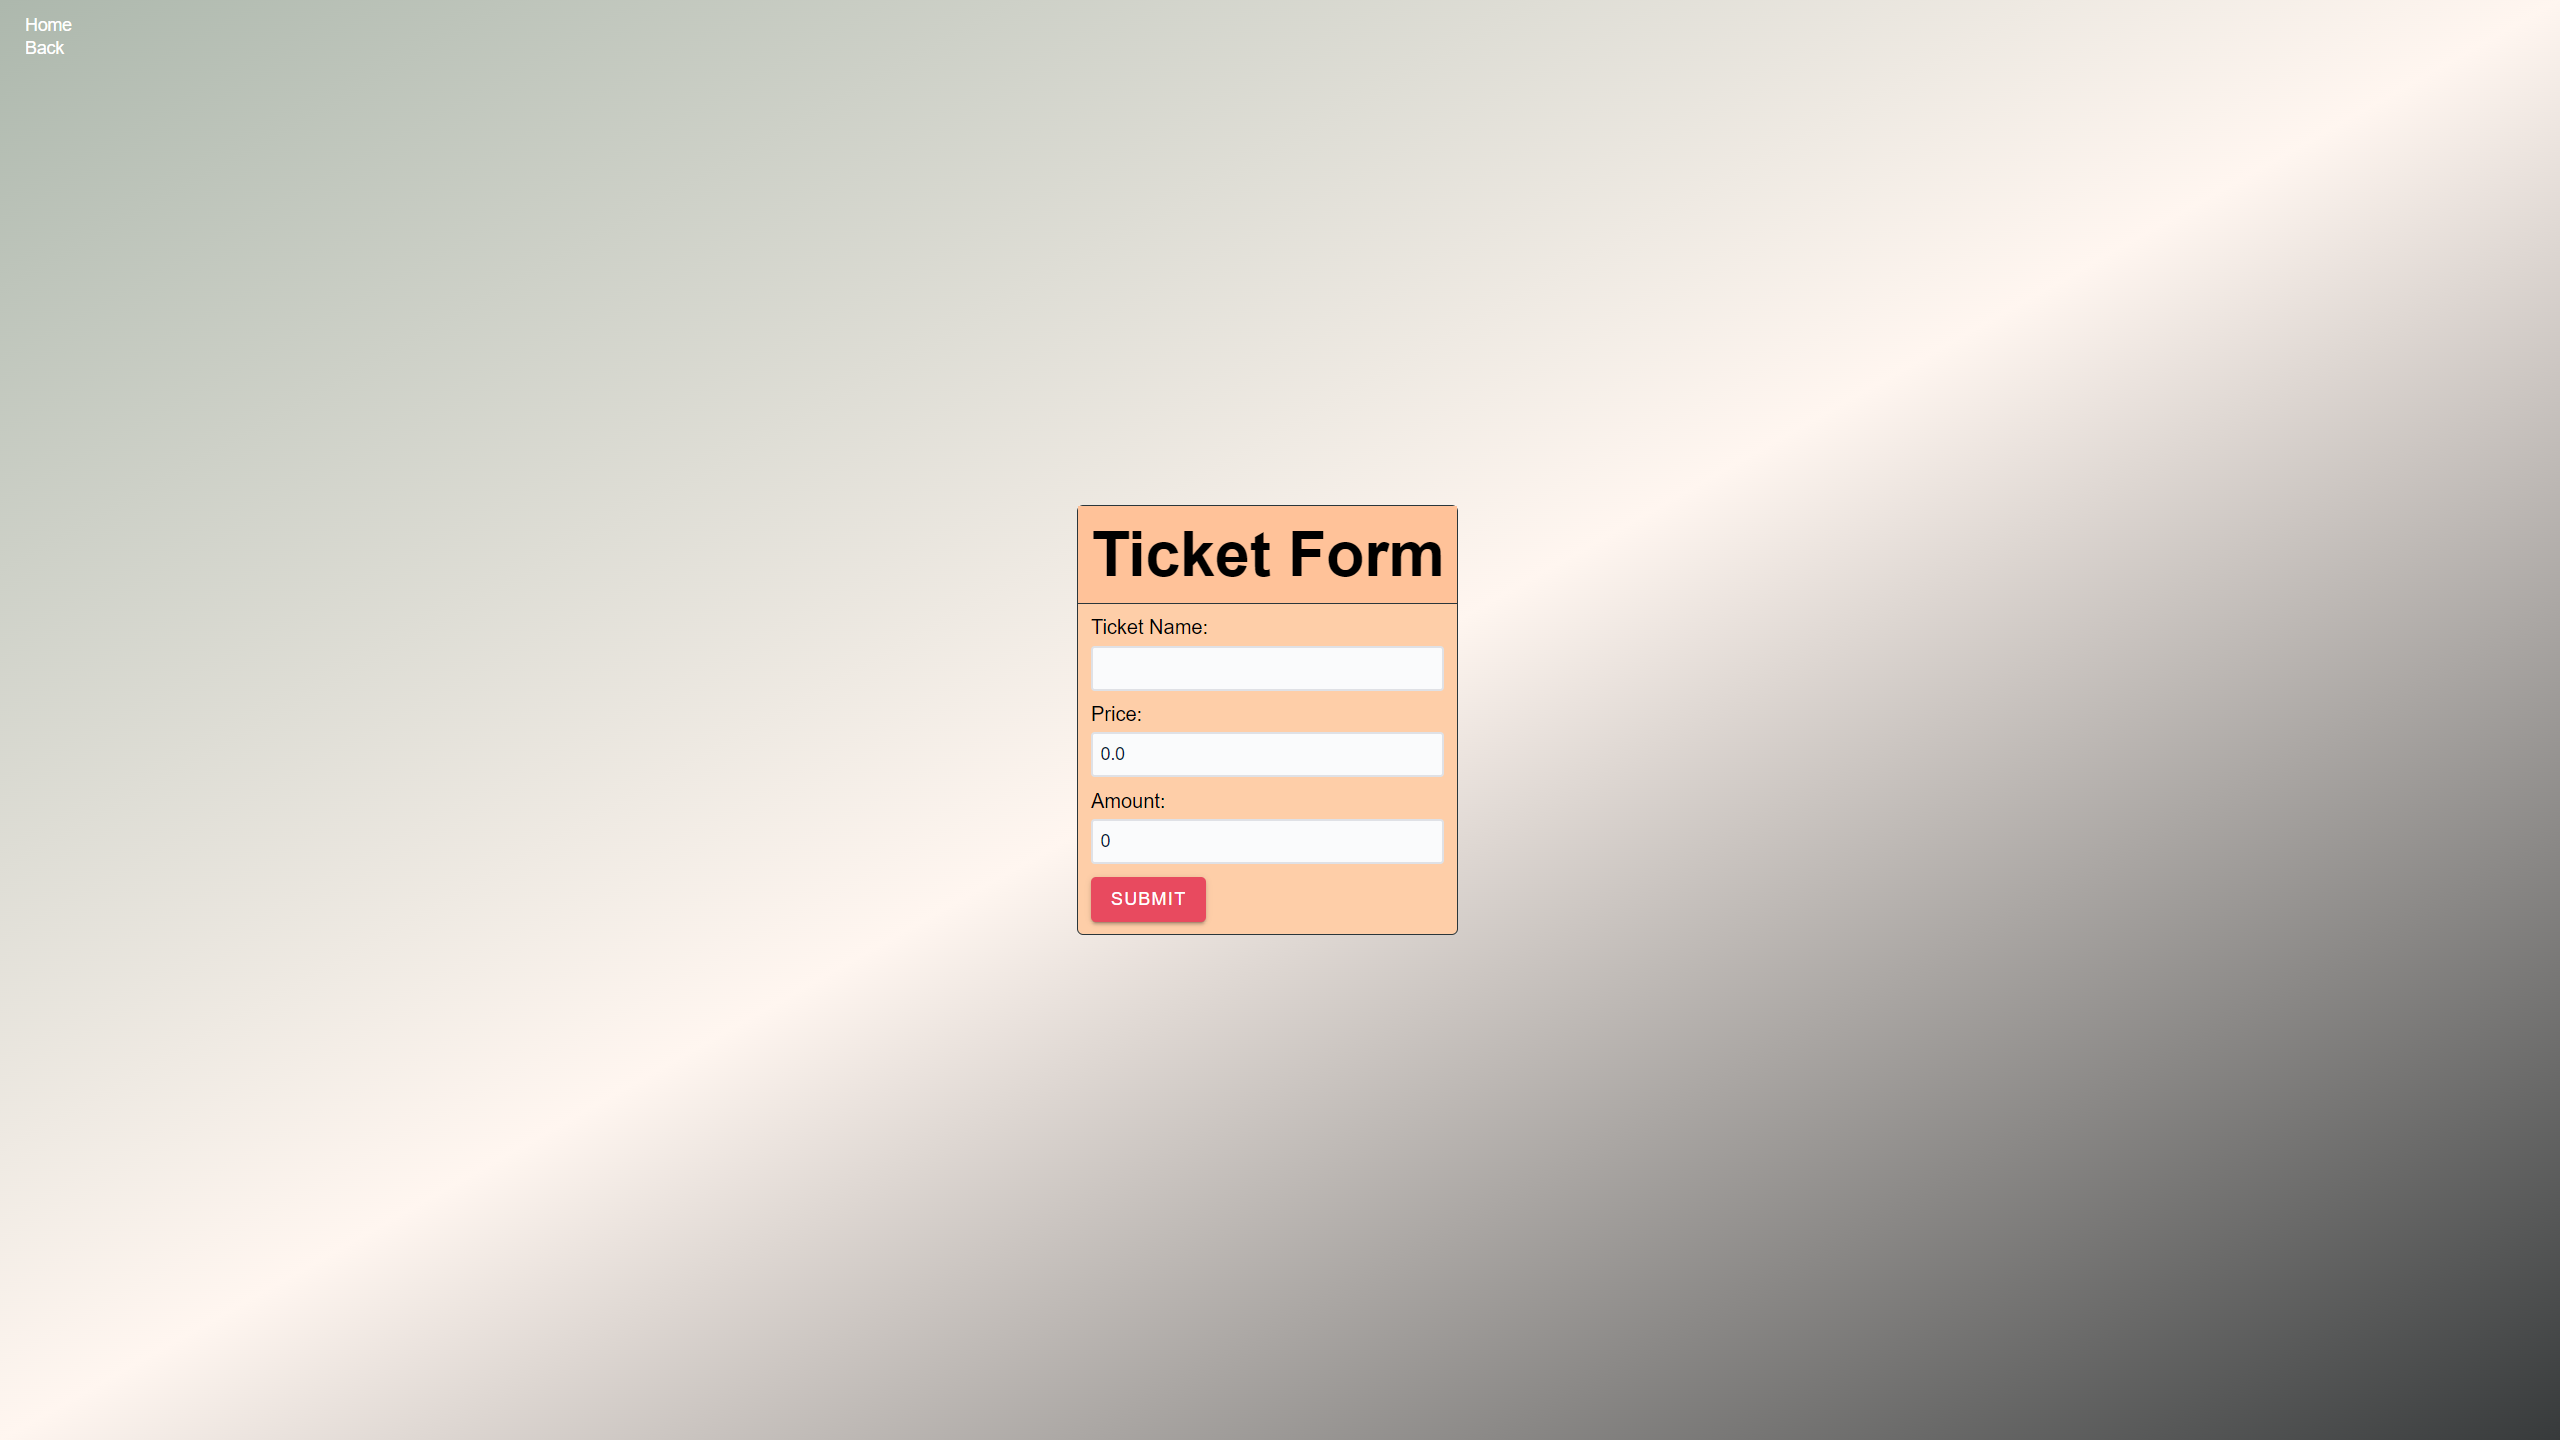 Home
Back
Ticket Form
Ticket Name:
Price:
0.0
Amount:
0
SUBMIT